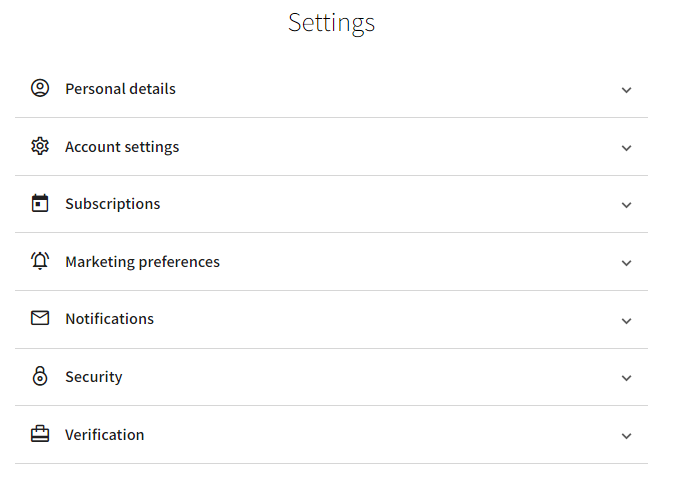 Settings
Personal details
Account settings
Subscriptions
Marketing preferences
Notifications
Security
Verification